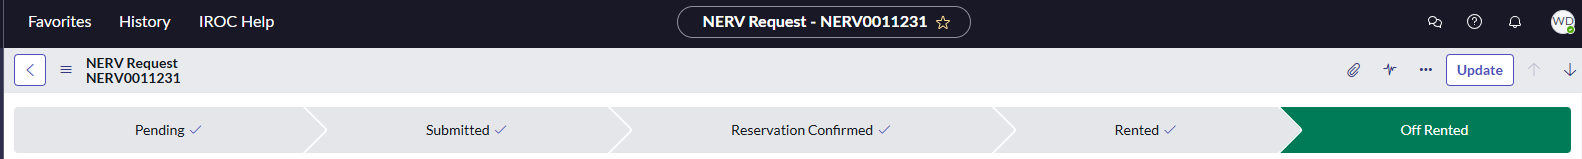 Favorites History IROC Help NERV Request - NERV0011231 WD
NERV Request
NERV0011231
Update
Pending Submitted Reservation Confirmed Rented Off Rented